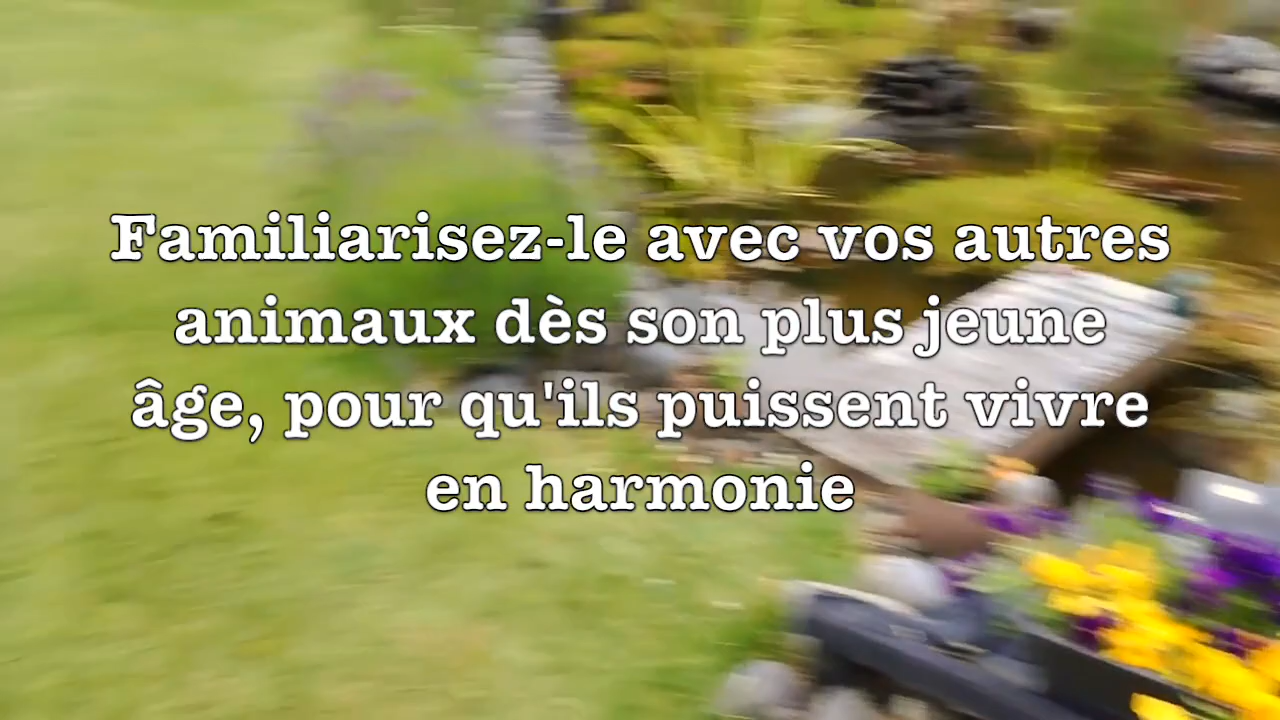 Familiarisez-le avec vos autres
animaux dès son plus jeune
âge, pour qu'ils puissent vivre
en harmonie